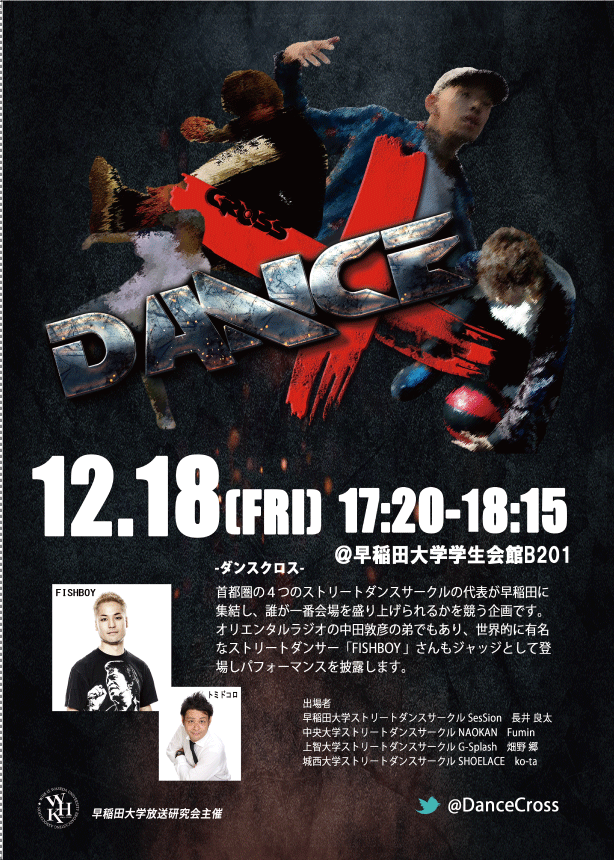 CROSS
DANCE
12.18(FRI) 17:20-18:15
@早稲田大学学生会館B201
-ダンスクロス-
FISHBOY
首都圏の４つのストリートダンスサークルの代表が早稲田に
集結し、誰が一番会場を盛り上げられるかを競う企画です。
オリエンタルラジオの中田敦彦の弟でもあり、世界的に有名
なストリートダンサー「FISHBOY」さんもジャッジとして登
場しパフォーマンスを披露します。
トミドコロ
出場者
早稲田大学ストリートダンスサークル SesSion 長井 良太
中央大学ストリートダンスサークル NAOKAN Fumin
上智大学ストリートダンスサークル G-Splash 畑野 郷
城西大学ストリートダンスサークル SHOELACE ko-ta
WHK
早稲田大学放送研究会主催
@DanceCross